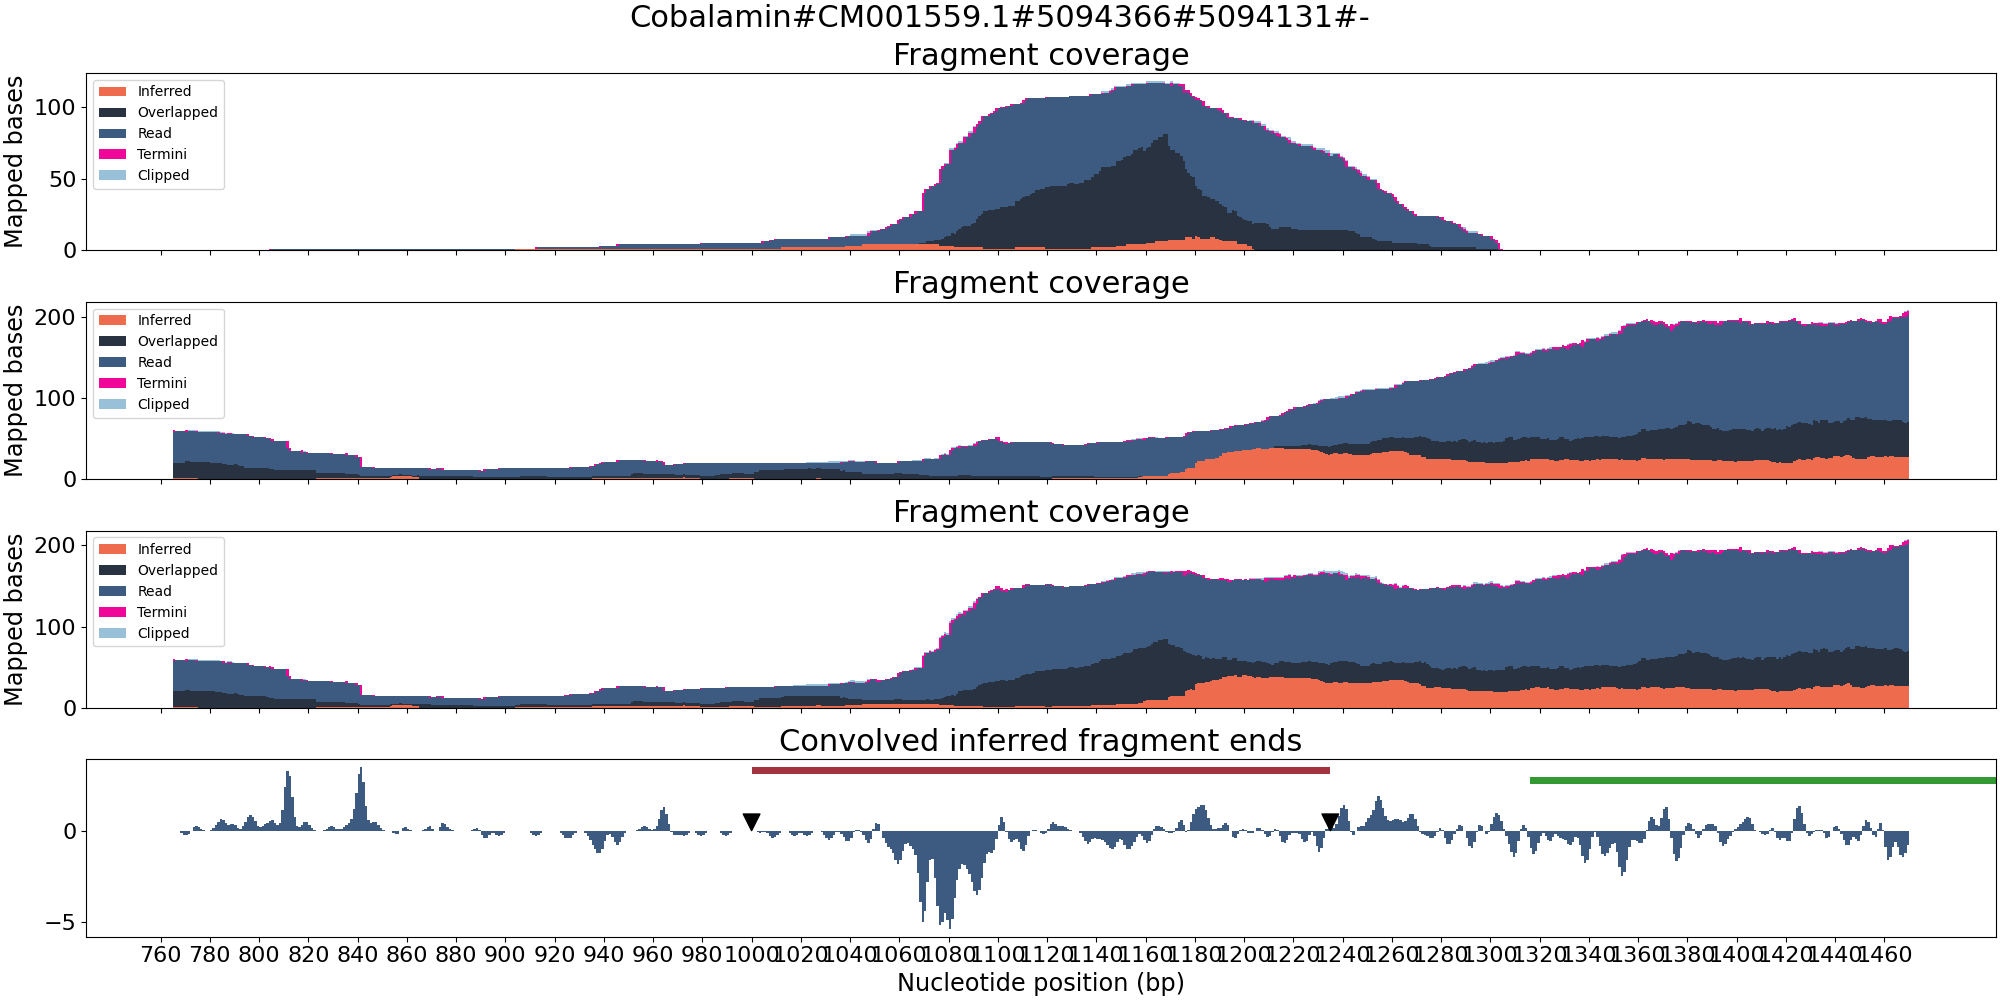 Cobalamin#CM001559.1#5094366#5094131#-
Fragment coverage
Mapped bases
100
50
0
Inferred
Overlapped
Read
Termini
Clipped
Fragment coverage
Mapped bases
200
100
0
Inferred
Overlapped
Read
Termini
Clipped
Fragment coverage
Mapped bases
200
100
0
Inferred
Overlapped
Read
Termini
Clipped
Convolved inferred fragment ends
0
−5
760 780 800 820 840 860 880 900 920 940 960 980 1000 1020 1040 1060 1080 1100 1120 1140 1160 1180 1200 1220 1240 1260 1280 1300 1320 1340 1360 1380 1400 1420 1440 1460
Nucleotide position (bp)